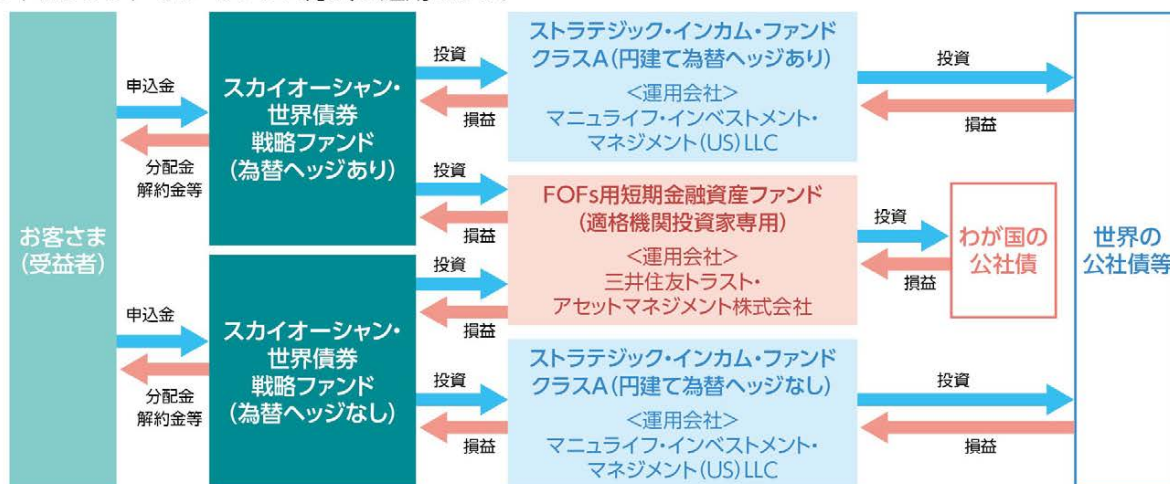 お客さま
(受益者)
申込金
分配金
解約金等
スカイオーシャン・
世界債券
戦略ファンド
(為替ヘッジあり)
投資
損益
ストラテジック・インカム・ファンド
クラスA(円建て為替ヘッジあり)
<運用会社>
マニュライフ・インベストメント・
マネジメント(US)LLC
投資
損益
投資
損益
FOFs用短期金融資産ファンド
(適格機関投資家専用)
<運用会社>
三井住友トラスト・
アセットマネジメント株式会社
投資
損益
わが国の
公社債
世界の
公社債等
申込金
分配金
解約金等
スカイオーシャン・
世界債券
戦略ファンド
(為替ヘッジなし)
投資
損益
投資
損益
ストラテジック・インカム・ファンド
クラスA(円建て為替ヘッジなし)
<運用会社>
マニュライフ・インベストメント・
マネジメント(US)LLC
投資
損益